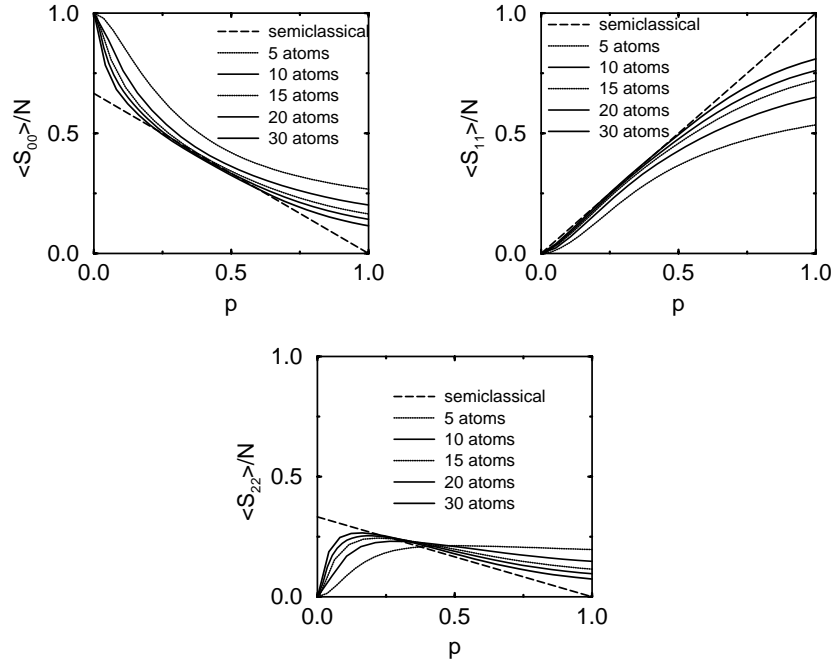 1.0
0.5
0.0
<S00>/N
semiclassical
5 atoms
10 atoms
15 atoms
20 atoms
30 atoms
0.0 0.5 1.0
p
1.0
0.5
0.0
<S11>/N
semiclassical
5 atoms
10 atoms
15 atoms
20 atoms
30 atoms
0.0 0.5 1.0
p
1.0
0.5
0.0
<S22>/N
semiclassical
5 atoms
10 atoms
15 atoms
20 atoms
30 atoms
0.0 0.5 1.0
p